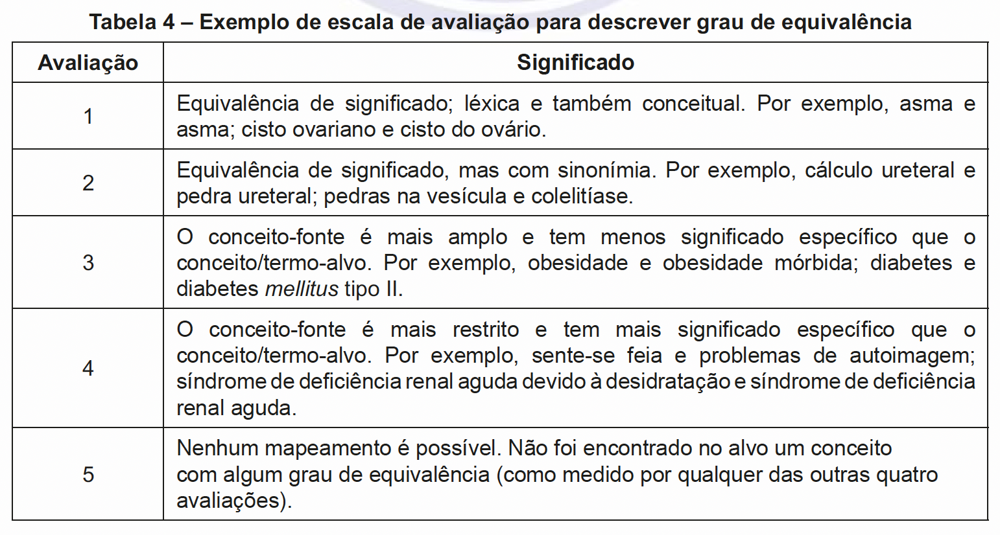 Tabela 4 – Exemplo de escala de avaliação para descrever grau de equivalência
Avaliação Significado
1
Equivalência de significado; léxica e também conceitual. Por exemplo, asma e
asma; cisto ovariano e cisto do ovário.
2
Equivalência de significado, mas com sinonímia. Por exemplo, cálculo ureteral e
pedra ureteral; pedras na vesícula e colelitíase.
3
O conceito-fonte é mais amplo e tem menos significado específico que o
conceito/termo-alvo. Por exemplo, obesidade e obesidade mórbida; diabetes e
diabetes mellitus tipo II.
4
O conceito-fonte é mais restrito e tem mais significado específico que o
conceito/termo-alvo. Por exemplo, sente-se feia e problemas de autoimagem;
síndrome de deficiência renal aguda devido à desidratação e síndrome de deficiência
renal aguda.
5
Nenhum mapeamento é possível. Não foi encontrado no alvo um conceito
com algum grau de equivalência (como medido por qualquer das outras quatro
avaliações).